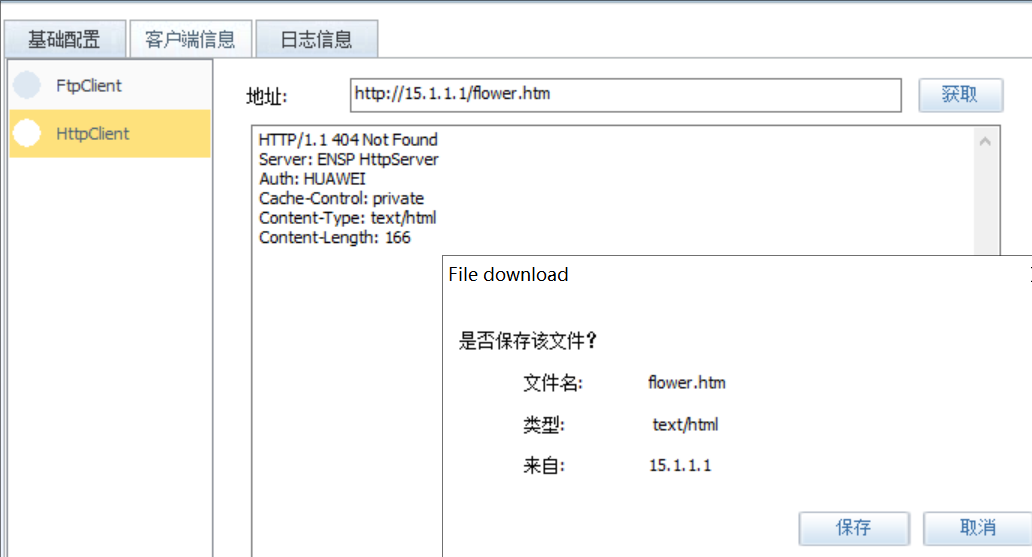 基础配置 客户端信息 日志信息
FtpClient
HttpClient
地址: http://15.1.1.1/flower.htm 获取
HTTP/1.1 404 Not Found
Server: ENSP HttpServer
Auth: HUAWEI
Cache-Control: private
Content-Type: text/html
Content-Length: 166
File download
是否保存该文件?
文件名: flower.htm
类型: text/html
来自: 15.1.1.1
保存 取消